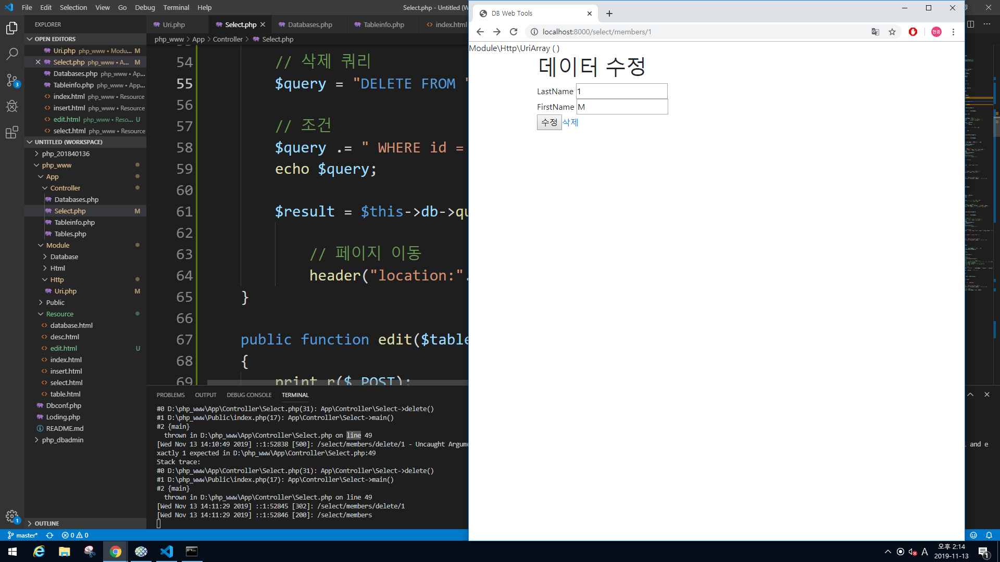 File Edit Selection View Go Debug Terminal Help
Select.php - Untitled (W
EXPLORER
OPEN EDITORS
Uri.php php_www • Modu... M
Select.php php_www • A... M
Databases.php php_www • Ap...
Tableinfo.php php_www • App...
index.html php_www • Resource
insert.html php_www • Resource
edit.html php_www • Reso... U
select.html php_www • Resource
UNTITLED (WORKSPACE)
php_201840136
php_www
App
Controller
Databases.php
Select.php M
Tableinfo.php
Tables.php
Module
Database
Html
Http
Uri.php M
Public
Resource
database.html
desc.html
edit.html U
index.html
insert.html
select.html
table.html
Dbconf.php
Loding.php
README.md
php_dbadmin
OUTLINE
3
1
Uri.php Select.php Databases.php Tableinfo.php index.html
php_www > App > Controller > Select.php
54 // 삭제 쿼리
55 $query = "DELETE FROM "
56
57 // 조건
58 $query .= " WHERE id =
59 echo $query;
60
61 $result = $this->db->qu
62
63 // 페이지 이동
64 header("location:".
65 }
66
67 public function edit($table
68 {
69 print_r($_POST);
PROBLEMS OUTPUT DEBUG CONSOLE TERMINAL
#0 D:\php_www\App\Controller\Select.php(31): App\Controller\Select->delete()
#1 D:\php_www\Public\index.php(17): App\Controller\Select->main()
#2 {main}
thrown in D:\php_www\App\Controller\Select.php on line 49
[Wed Nov 13 14:10:49 2019] ::1:52838 [500]: /select/members/delete/1 - Uncaught Argume
l and e
xactly 1 expected in D:\php_www\App\Controller\Select.php:49
Stack trace:
#0 D:\php_www\App\Controller\Select.php(31): App\Controller\Select->delete()
#1 D:\php_www\Public\index.php(17): App\Controller\Select->main()
#2 {main}
thrown in D:\php_www\App\Controller\Select.php on line 49
[Wed Nov 13 14:11:29 2019] ::1:52845 [302]: /select/members/delete/1
[Wed Nov 13 14:11:29 2019] ::1:52846 [200]: /select/members
master* 0 0
DB Web Tools
localhost:8000/select/members/1
현종
Module\Http\UriArray ( )
데이터 수정
LastName 1
FirstName M
수정 삭제
A
오후 2:14
2019-11-13
1